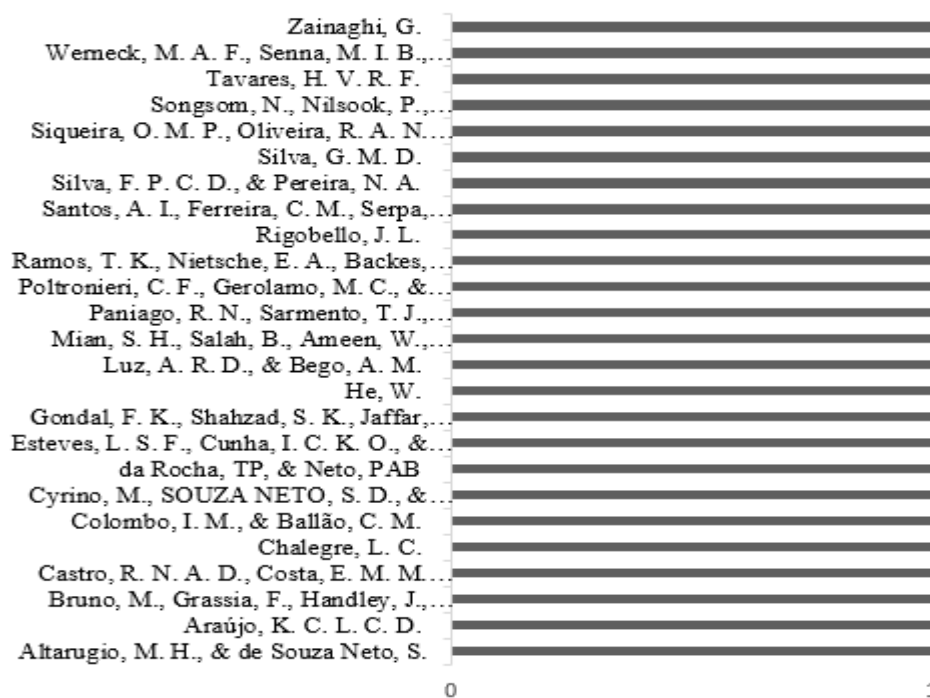 Zainaghi, G.
Werneck, M. A. F., Senna, M. I. B.,…
Tavares, H. V. R. F.
Songsom, N., Nilsook, P.,…
Siqueira, O. M. P., Oliveira, R. A. N.…
Silva, G. M. D.
Silva, F. P. C. D., & Pereira, N. A.
Santos, A. I., Ferreira, C. M., Serpa,…
Rigobello, J. L.
Ramos, T. K., Nietsche, E. A., Backes,…
Poltronieri, C. F., Gerolamo, M. C., &…
Paniago, R. N., Sarmento, T. J.,…
Mian, S. H., Salah, B., Ameen, W.,…
Luz, A. R. D., & Bego, A. M.
He, W.
Gondal, F. K., Shahzad, S. K., Jaffar,…
Esteves, L. S. F., Cunha, I. C. K. O., &…
da Rocha, TP, & Neto, PAB
Cyrino, M., SOUZA NETO, S. D., &…
Colombo, I. M., & Ballão, C. M.
Chalegre, L. C.
Castro, R. N. A. D., Costa, E. M. M.…
Bruno, M., Grassia, F., Handley, J.,…
Araújo, K. C. L. C. D.
Altarugio, M. H., & de Souza Neto, S.
0 1